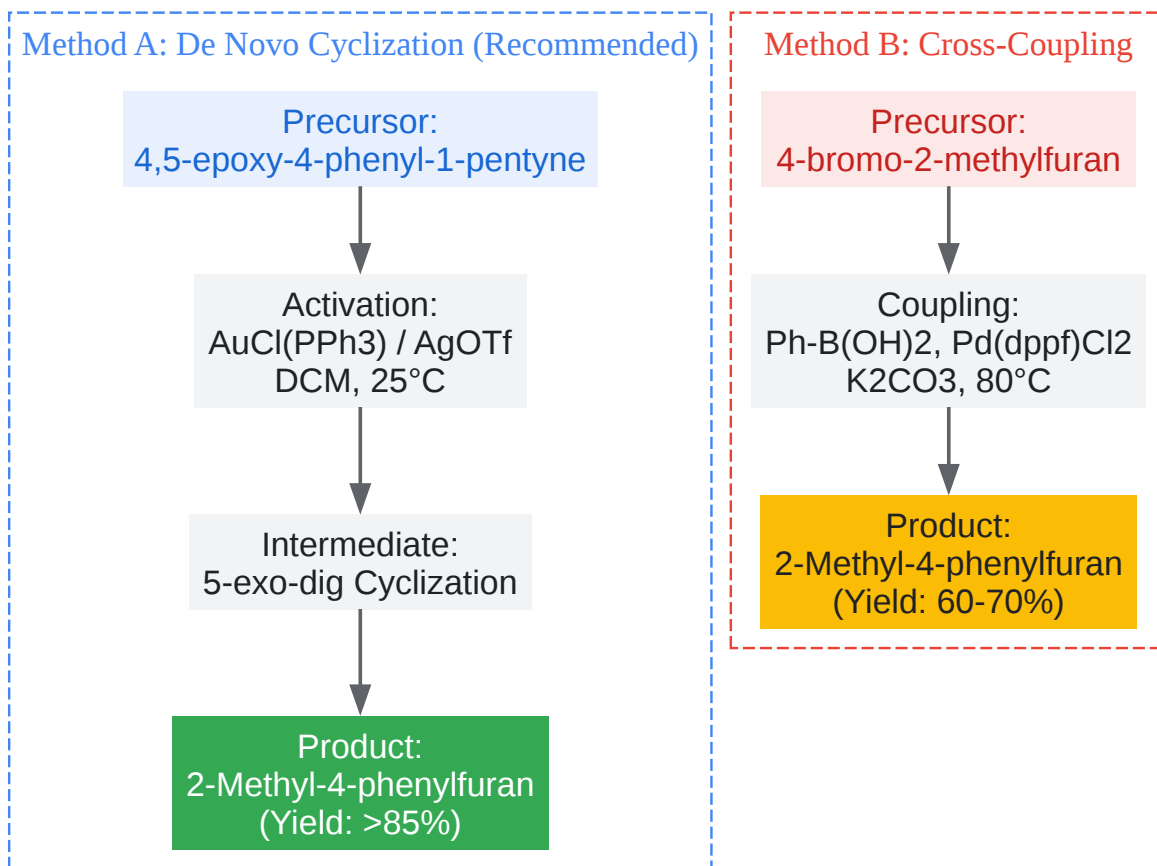 Method A: De Novo Cyclization (Recommended)
Precursor:
4,5-epoxy-4-phenyl-1-pentyne
Activation:
AuCl(PPh3) / AgOTf
DCM, 25°C
Intermediate:
5-exo-dig Cyclization
Product:
2-Methyl-4-phenylfuran
(Yield: >85%)
Method B: Cross-Coupling
Precursor:
4-bromo-2-methylfuran
Coupling:
Ph-B(OH)2, Pd(dppf)Cl2
K2CO3, 80°C
Product:
2-Methyl-4-phenylfuran
(Yield: 60-70%)